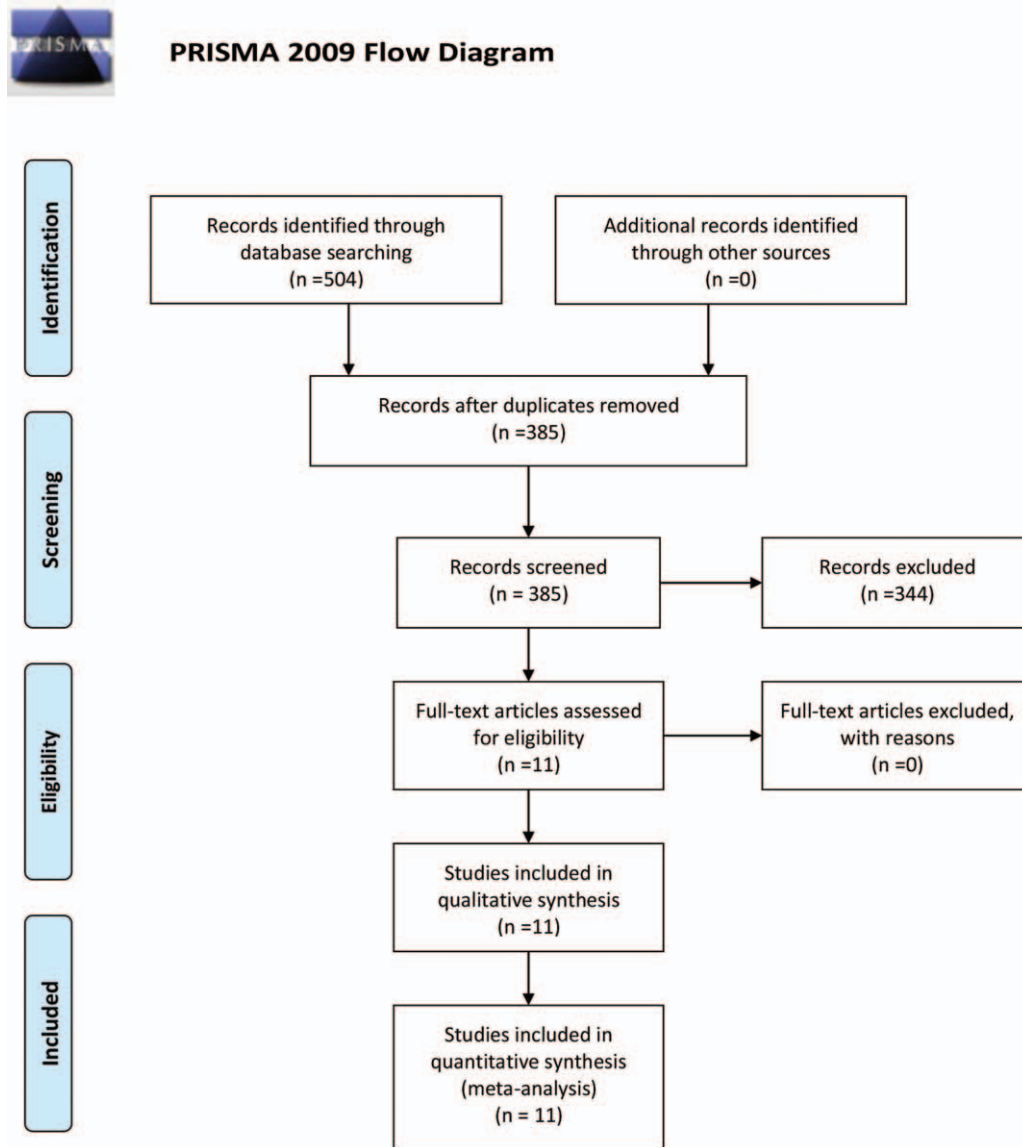 PRISMA
PRISMA 2009 Flow Diagram
Identification
Records identified through
database searching
(n =504)
Additional records identified
through other sources
(n =0)
Records after duplicates removed
(n =385)
Screening
Records screened
(n = 385)
Records excluded
(n =344)
Eligibility
Full-text articles assessed
for eligibility
(n =11)
Full-text articles excluded,
with reasons
(n =0)
Studies included in
qualitative synthesis
(n =11)
Included
Studies included in
quantitative synthesis
(meta-analysis)
(n = 11)